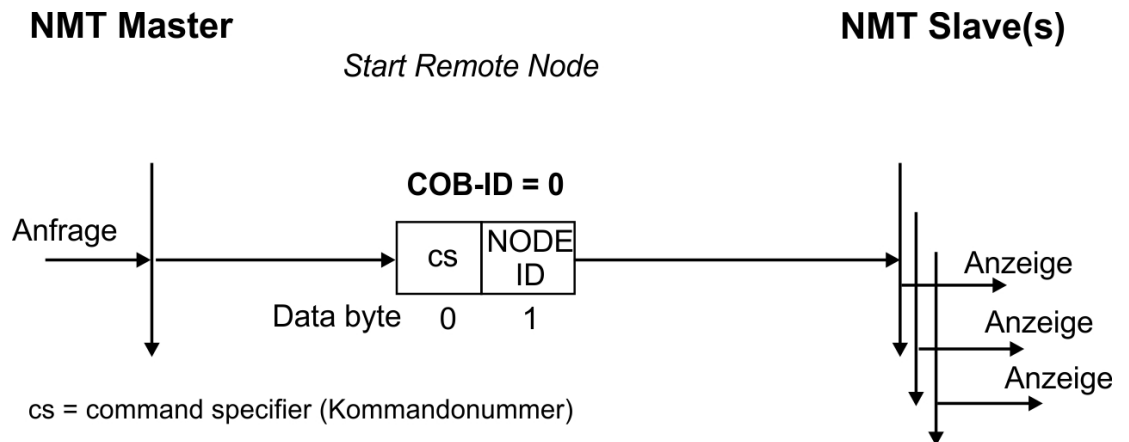 NMT Master
NMT Slave(s)
Start Remote Node
COB-ID = 0
Anfrage
cs
NODE
ID
Data byte 0 1
Anzeige
Anzeige
Anzeige
cs = command specifier (Kommandonummer)